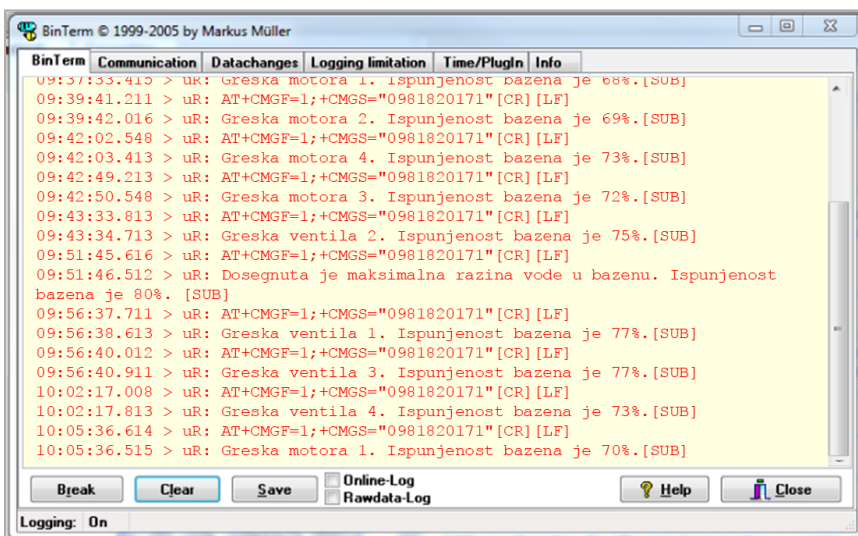 BinTerm © 1999-2005 by Markus Müller
BinTerm Communication Datachanges Logging limitation Time/PlugIn Info
09:37:33.415 > uR: Greska motora 1. Ispunjenost bazena je 68%.[SUB]
09:39:41.211 > uR: AT+CMGF=1;+CMGS="0981820171"[CR][LF]
09:39:42.016 > uR: Greska motora 2. Ispunjenost bazena je 69%.[SUB]
09:42:02.548 > uR: AT+CMGF=1;+CMGS="0981820171"[CR][LF]
09:42:03.413 > uR: Greska motora 4. Ispunjenost bazena je 73%.[SUB]
09:42:49.213 > uR: AT+CMGF=1;+CMGS="0981820171"[CR][LF]
09:42:50.548 > uR: Greska motora 3. Ispunjenost bazena je 72%.[SUB]
09:43:33.813 > uR: AT+CMGF=1;+CMGS="0981820171"[CR][LF]
09:43:34.713 > uR: Greska ventila 2. Ispunjenost bazena je 75%.[SUB]
09:51:45.616 > uR: AT+CMGF=1;+CMGS="0981820171"[CR][LF]
09:51:46.512 > uR: Dosegnuta je maksimalna razina vode u bazenu. Ispunjenost
bazena je 80%. [SUB]
09:56:37.711 > uR: AT+CMGF=1;+CMGS="0981820171"[CR][LF]
09:56:38.613 > uR: Greska ventila 1. Ispunjenost bazena je 77%.[SUB]
09:56:40.012 > uR: AT+CMGF=1;+CMGS="0981820171"[CR][LF]
09:56:40.911 > uR: Greska ventila 3. Ispunjenost bazena je 77%.[SUB]
10:02:17.008 > uR: AT+CMGF=1;+CMGS="0981820171"[CR][LF]
10:02:17.813 > uR: Greska ventila 4. Ispunjenost bazena je 73%.[SUB]
10:05:36.614 > uR: AT+CMGF=1;+CMGS="0981820171"[CR][LF]
10:05:36.515 > uR: Greska motora 1. Ispunjenost bazena je 70%.[SUB]
Break Clear Save Online-Log Help Close
Rawdata-Log
Logging: On